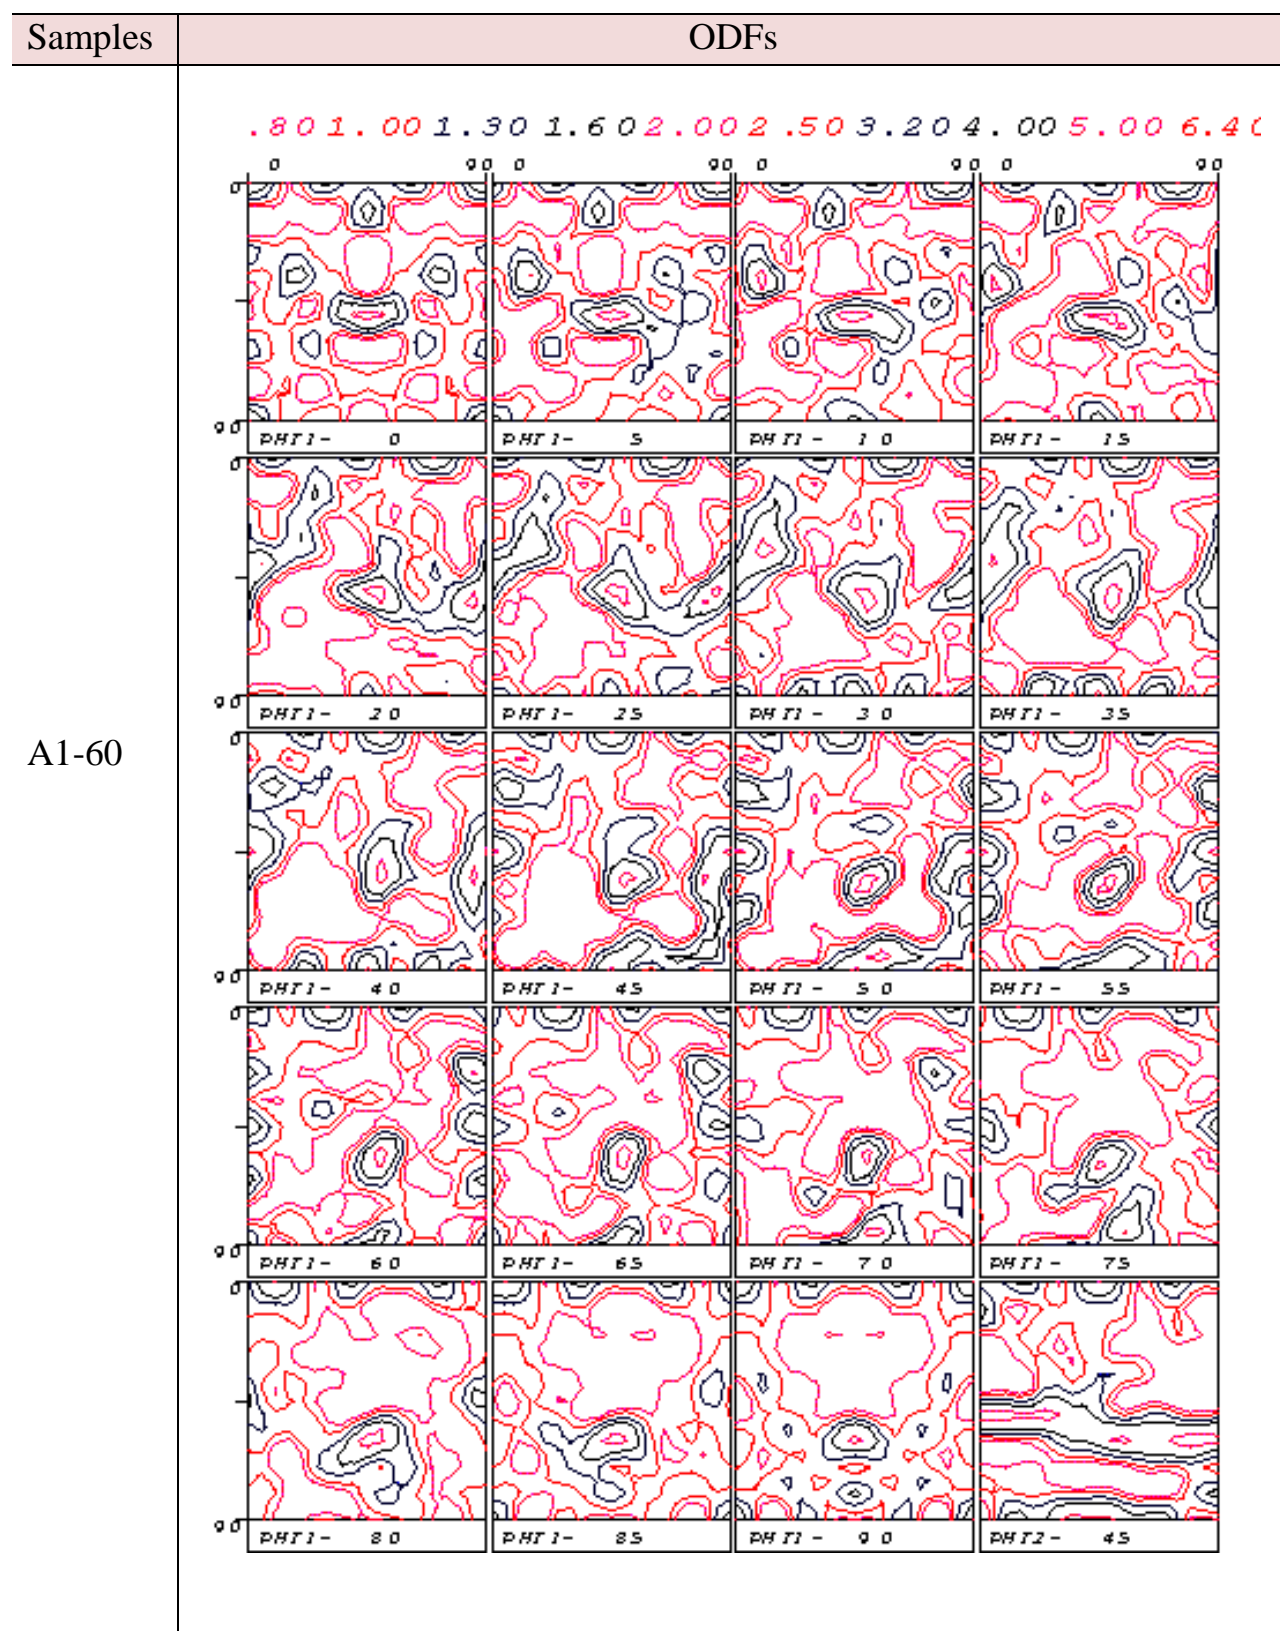 Samples ODFs
.80 1.00 1.30 1.60 2.00 2.50 3.20 4.00 5.00 6.40
0 90 0 90 0 90 0 90
0
90
PHI1- 0 PHI1- 5 PHI1- 10 PHI1- 15
0
90
PHI1- 20 PHI1- 25 PHI1- 30 PHI1- 35
A1-60
0
90
PHI1- 40 PHI1- 45 PHI1- 50 PHI1- 55
0
90
PHI1- 60 PHI1- 65 PHI1- 70 PHI1- 75
0
90
PHI1- 80 PHI1- 85 PHI1- 90 PHI2- 45